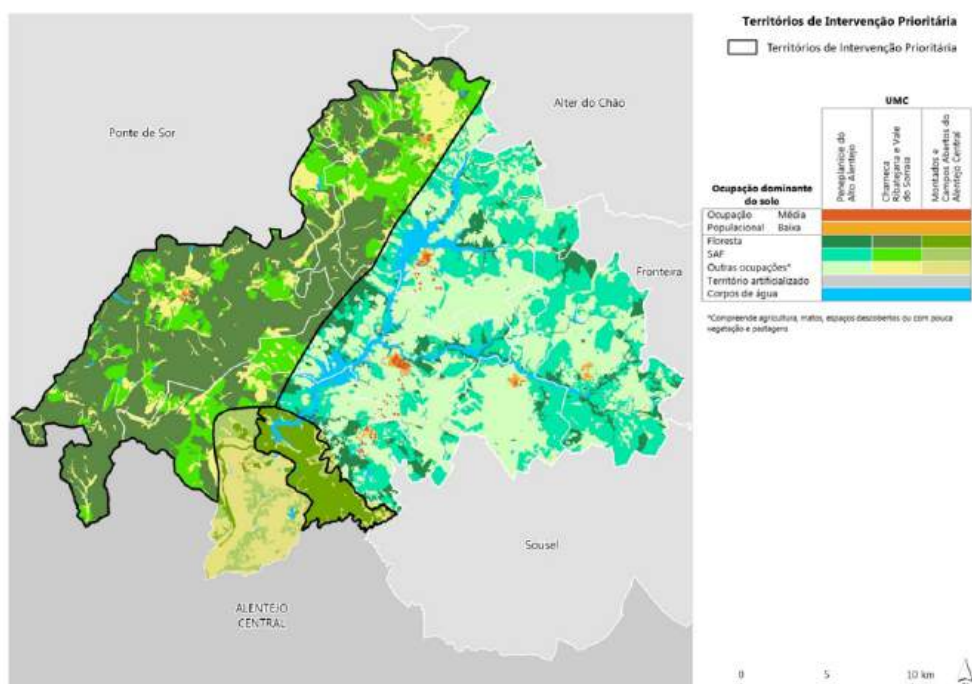 Territórios de Intervenção Prioritária
Territórios de Intervenção Prioritária
Ponte de Sor
Alter do Chão
Fronteira
Sousel
ALENTEJO
CENTRAL
UMC
Peneplanície do
Alto Alentejo
Charneca
Ribatejana e Vale
do Sorraia
Montados e
Campos Abertos do
Alentejo Central
Ocupação dominante
do solo
Ocupação Média
Populacional Baixa
Floresta
SAF
Outras ocupações*
Território artificializado
Corpos de água
*Compreende agricultura, matos, espaços descobertos ou com pouca
vegetação e pastagens
0 5 10 km